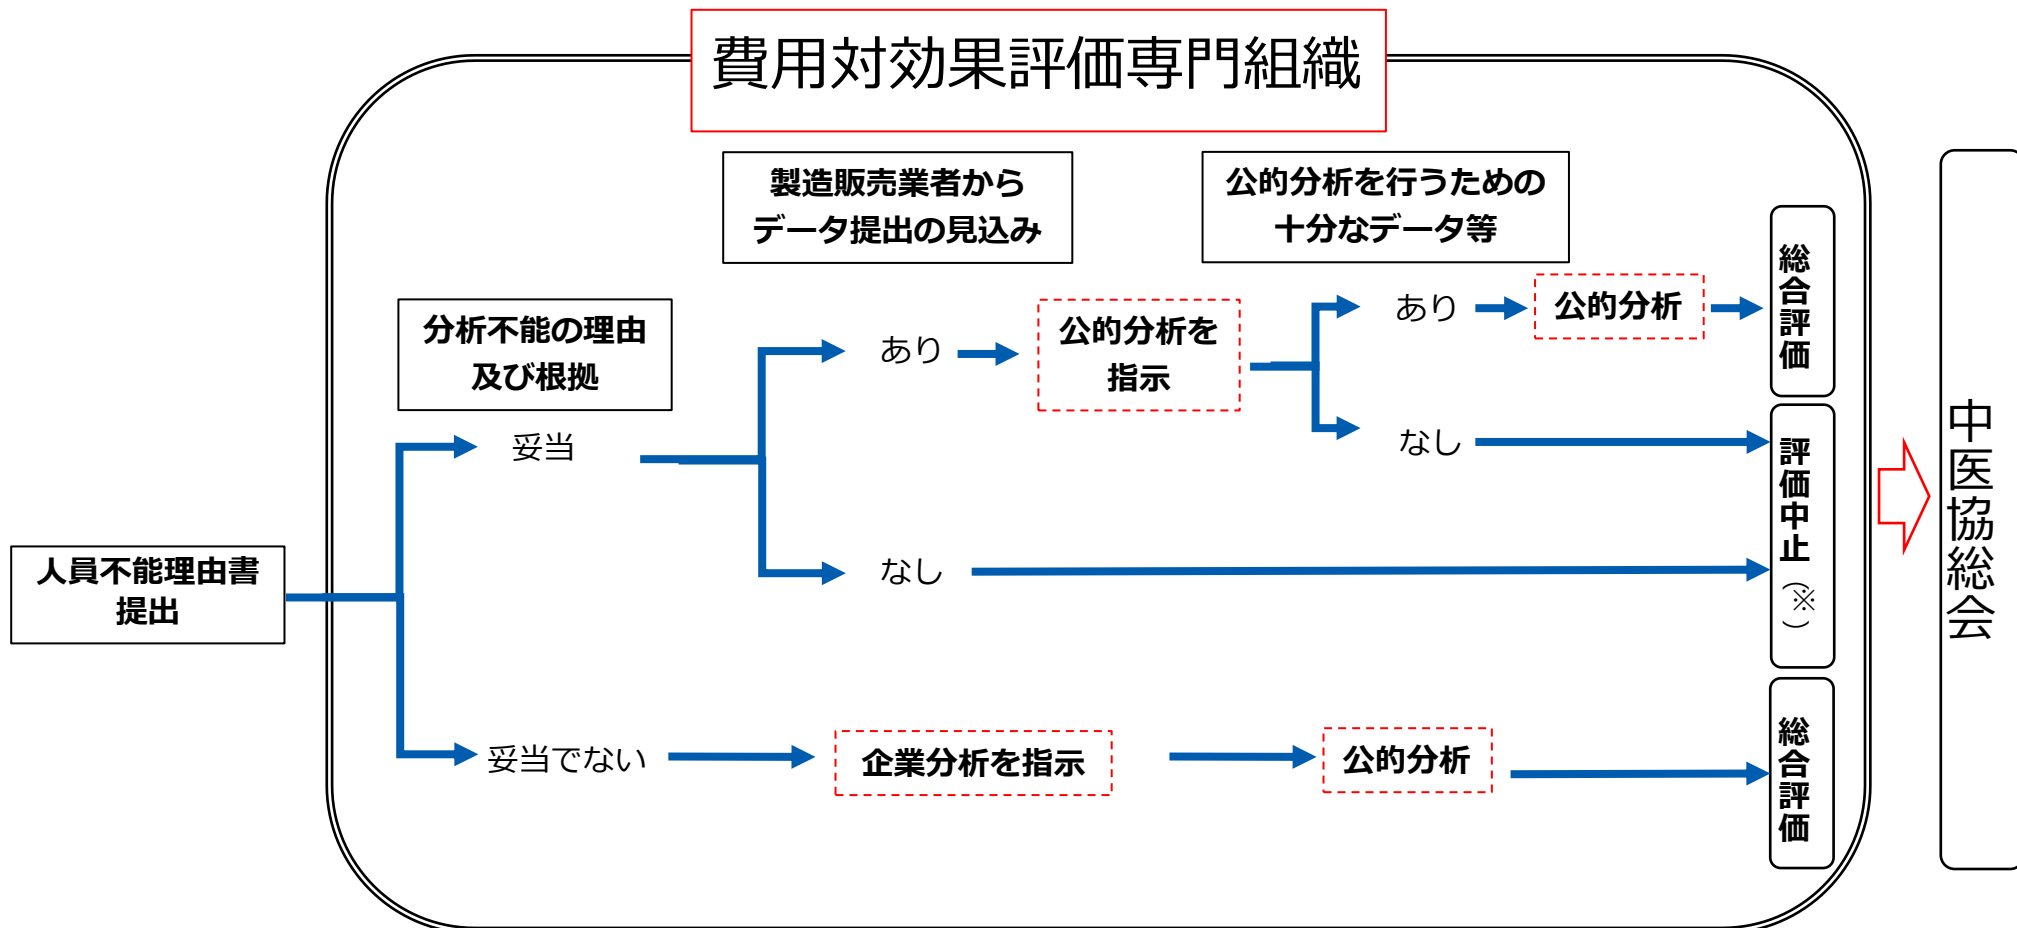 費用対効果評価専門組織
製造販売業者から
データ提出の見込み
公的分析を行うための
十分なデータ等
分析不能の理由
及び根拠
人員不能理由書
提出
妥当
あり
公的分析を
指示
あり
公的分析
総合評価
なし
なし
評価中止（※）
妥当でない
企業分析を指示
公的分析
総合評価
中医協総会